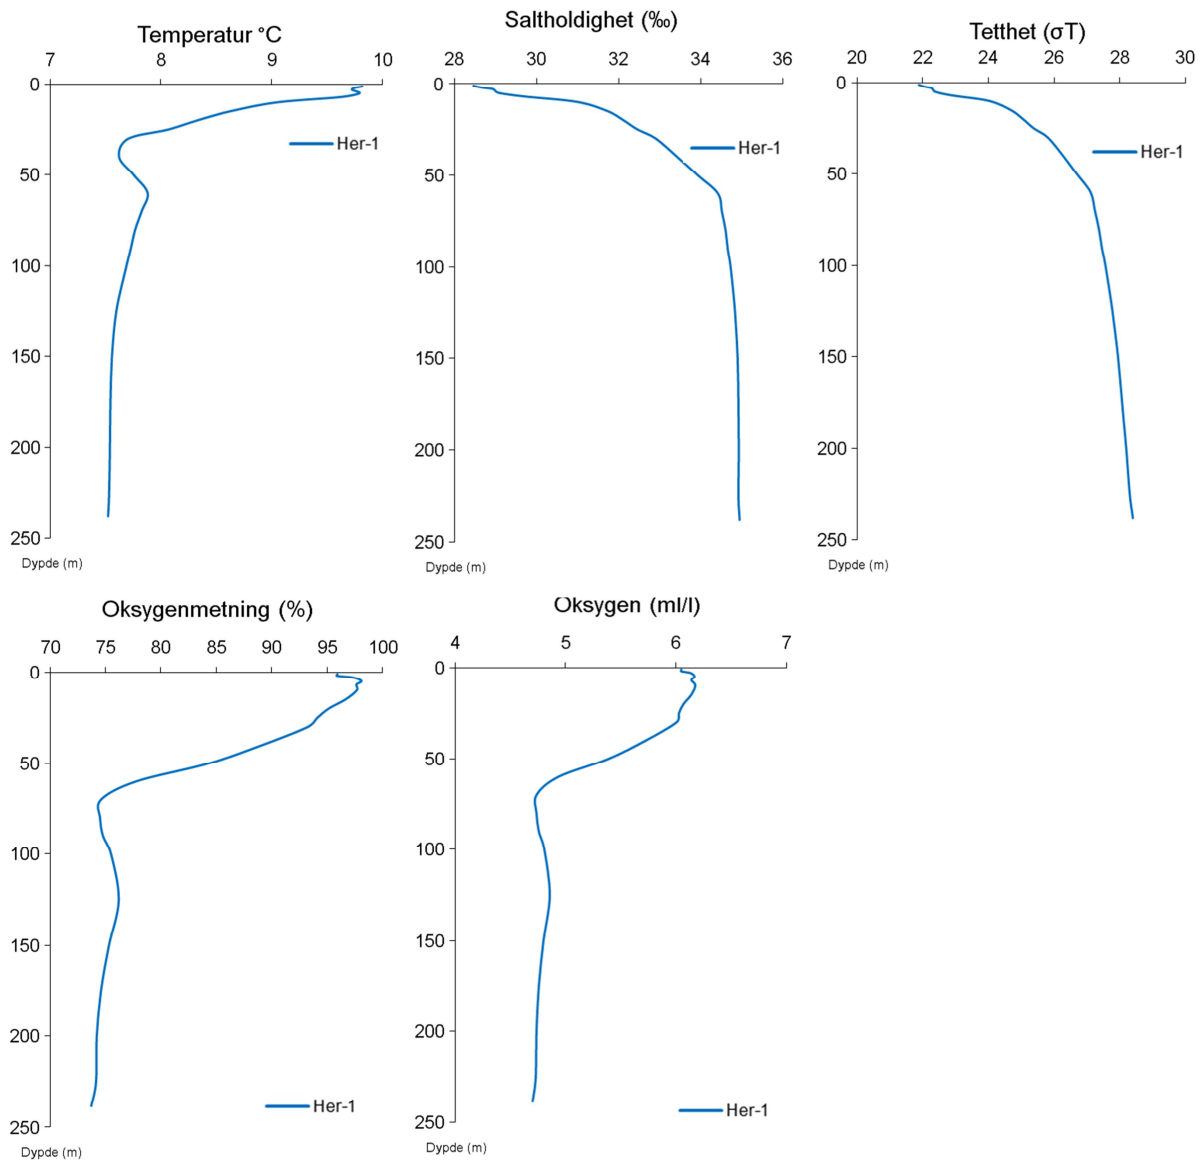 Temperatur °C
7 8 9 10
0
50
100
150
200
250
Her-1
Dypde (m)
Saltholdighet (‰)
28 30 32 34 36
0
50
100
150
200
250
Her-1
Dypde (m)
Tetthet (σT)
20 22 24 26 28 30
0
50
100
150
200
250
Her-1
Dypde (m)
Oksygenmetning (%)
70 75 80 85 90 95 100
0
50
100
150
200
250
Her-1
Dypde (m)
Oksygen (ml/l)
4 5 6 7
0
50
100
150
200
250
Her-1
Dypde (m)